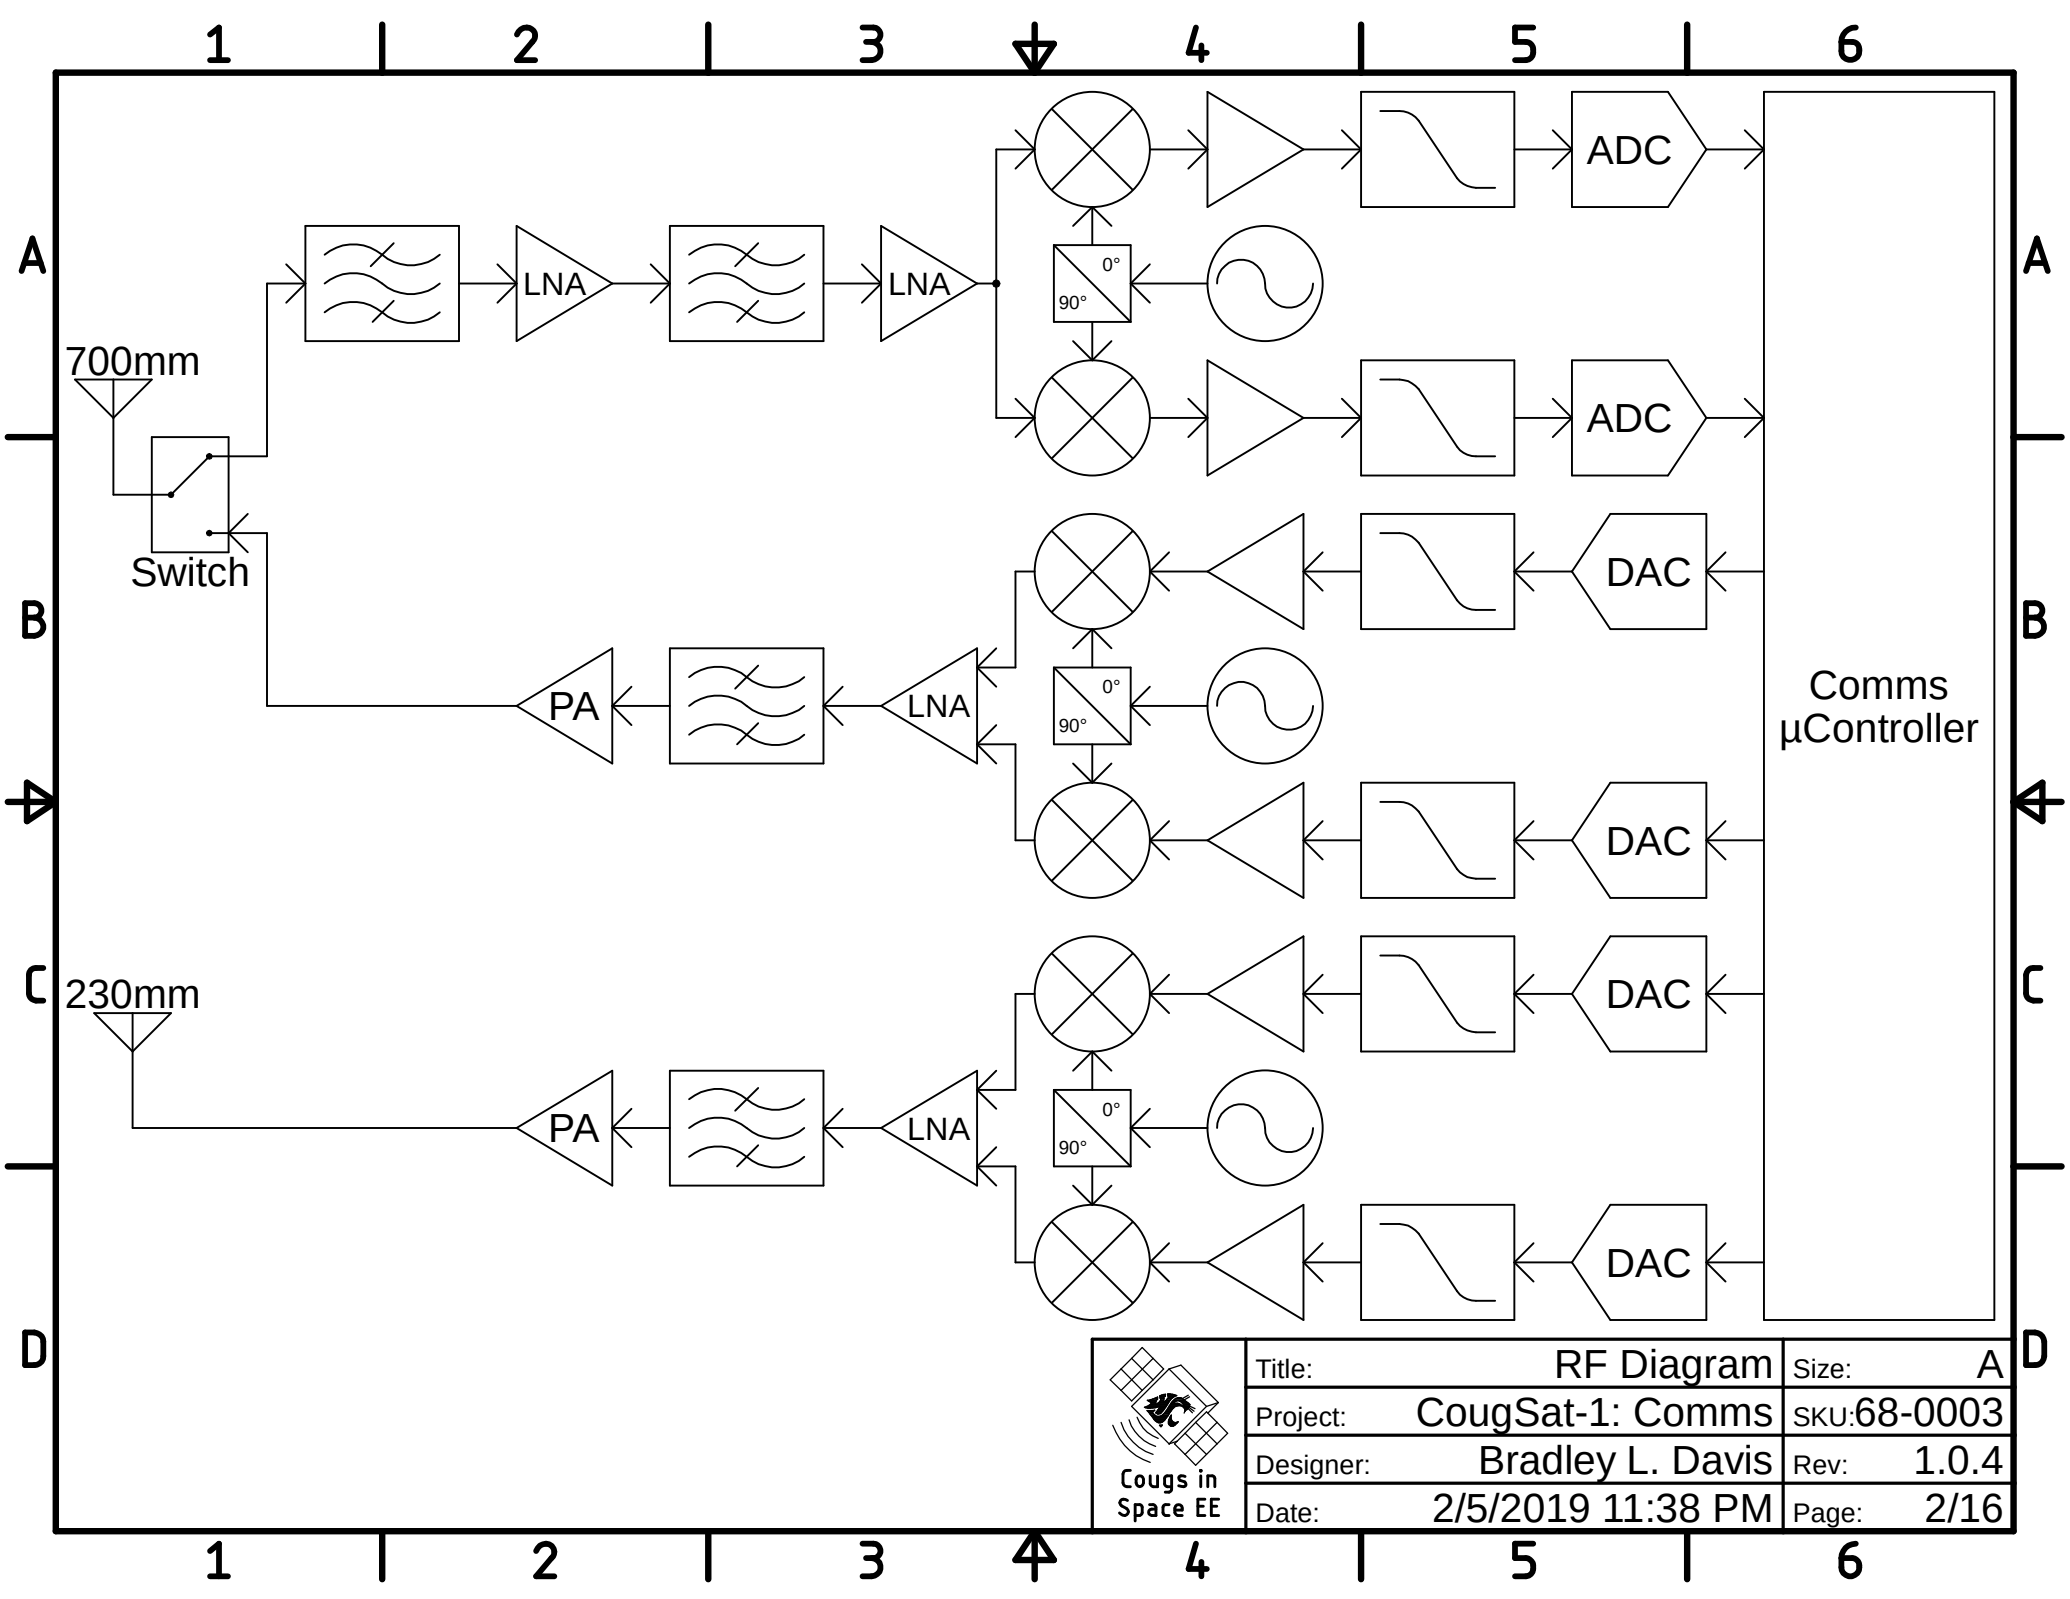 1 2 3 4 5 6
A A
ADC
0°
90°
LNA
LNA
700mm
ADC
Switch
DAC
B B
0°
90°
PA
LNA
Comms
µController
DAC
C C
230mm
DAC
0°
90°
PA
LNA
DAC
D D
Title: RF Diagram Size: A
Project: CougSat-1: Comms SKU:68-0003
Designer: Bradley L. Davis Rev: 1.0.4
Date: 2/5/2019 11:38 PM Page: 2/16
Cougs in
Space EE
1 2 3 4 5 6